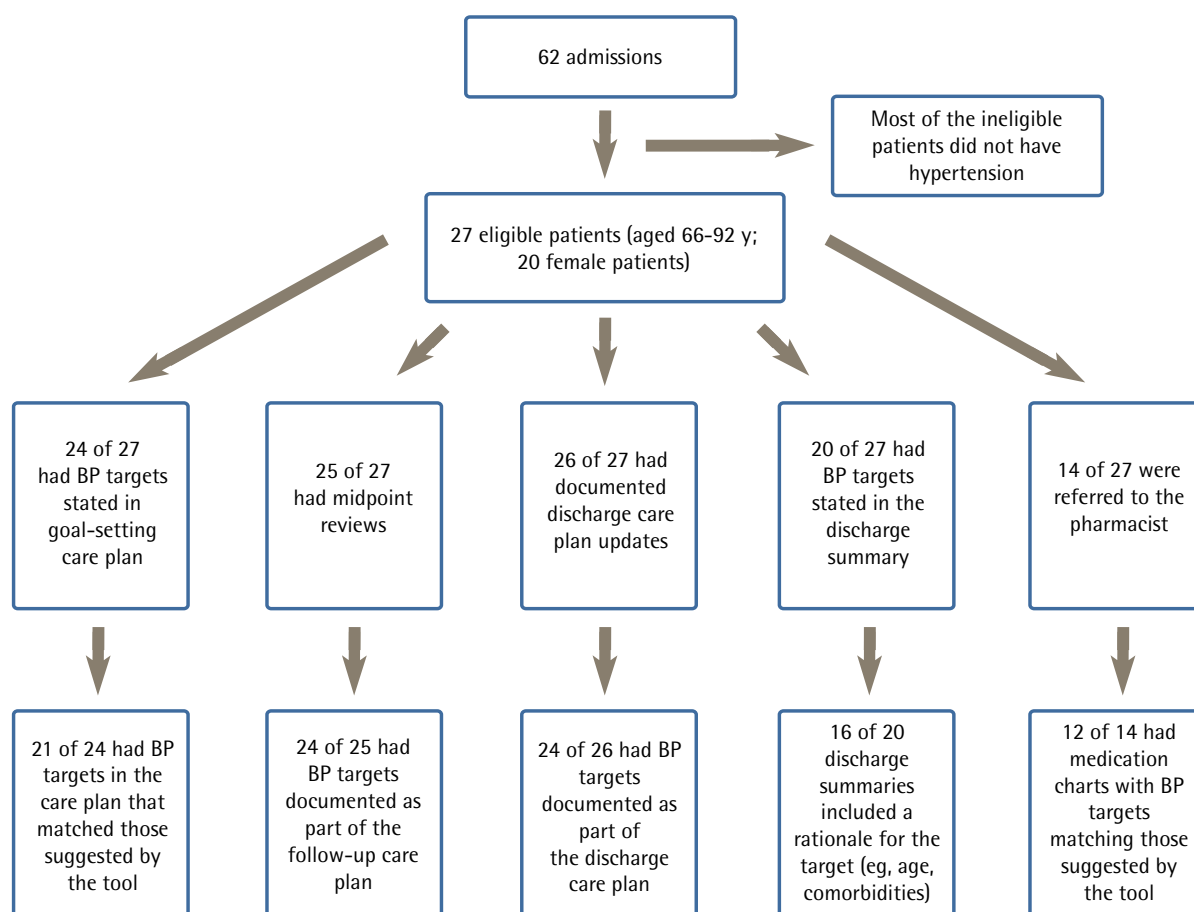 62 admissions
Most of the ineligible
patients did not have
hypertension
27 eligible patients (aged 66-92 y;
20 female patients)
24 of 27
had BP targets
stated in
goal-setting
care plan
25 of 27
had midpoint
reviews
26 of 27 had
documented
discharge care
plan updates
20 of 27 had
BP targets
stated in the
discharge
summary
14 of 27 were
referred to the
pharmacist
21 of 24 had BP
targets in the
care plan that
matched those
suggested by
the tool
24 of 25 had
BP targets
documented as
part of the
follow-up care
plan
24 of 26 had BP
targets
documented as
part of
the discharge
care plan
16 of 20
discharge
summaries
included a
rationale for the
target (eg, age,
comorbidities)
12 of 14 had
medication
charts with BP
targets
matching those
suggested by
the tool